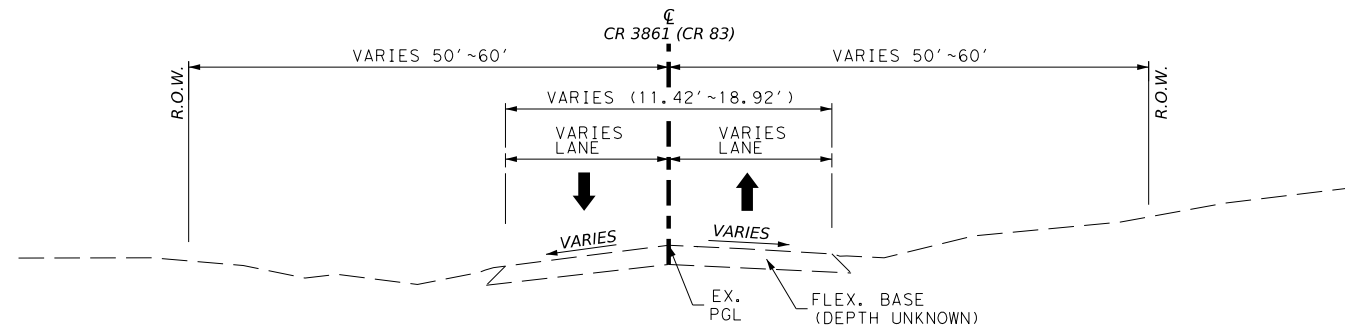 ℄
CR 3861 (CR 83)
VARIES 50'~60'
VARIES 50'~60'
R.O.W.
R.O.W.
VARIES (11.42'~18.92')
VARIES
LANE
VARIES
LANE
VARIES
VARIES
EX.
PGL
FLEX. BASE
(DEPTH UNKNOWN)